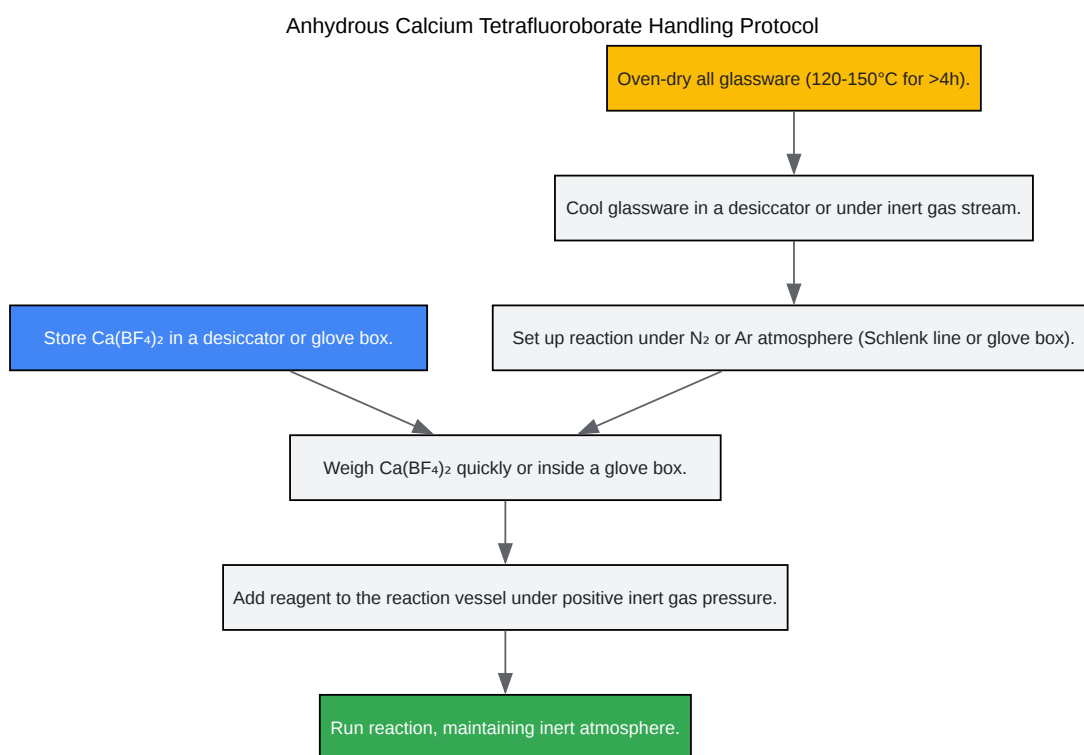 Anhydrous Calcium Tetrafluoroborate Handling Protocol
Oven-dry all glassware (120-150°C for >4h).
Cool glassware in a desiccator or under inert gas stream.
Store Ca(BF₄)₂ in a desiccator or glove box.
Set up reaction under N₂ or Ar atmosphere (Schlenk line or glove box).
Weigh Ca(BF₄)₂ quickly or inside a glove box.
Add reagent to the reaction vessel under positive inert gas pressure.
Run reaction, maintaining inert atmosphere.